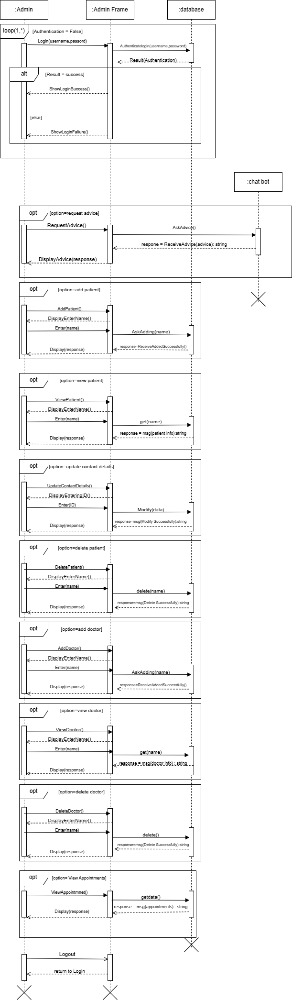 :Admin
:Admin Frame
:database
loop(1,*)
[Authentication = False]
Login(username,passord)
Authenticatelogin(username,password)
Result(Authentication)
alt
[Result = success]
ShowLoginSuccess()
[else]
ShowLoginFaliure()
:chat bot
opt
[option=request advice]
RequestAdvice()
AskAdvice()
respone = ReceiveAdvice(advice): string
DisplayAdvice(response)
opt
[option=add patient]
AddPatient()
DisplayEnterName()
Enter(name)
AskAdding(name)
response=ReceiveAddedSuccessfully()
Display(response)
opt
[option=view patient]
ViewPatient()
DisplayEnterName()
Enter(name)
get(name)
response = msg(patient info):string
Display(response)
opt
[option=update contact details]
UpdateContactDetails()
DisplayEnteringID()
Enter(ID)
Modify(data)
response=msg(Modify Successfully):string
Display(response)
opt
[option=delete patient]
DeletePatient()
DisplayEnterName()
Enter(name)
delete(name)
response=msg(Delete Successfully):string
Display(response)
opt
[option=add doctor]
AddDoctor()
DisplayEnterName()
Enter(name)
AskAdding(name)
response=ReceiveAddedSuccessfully()
Display(response)
opt
[option=view doctor]
ViewDoctor()
DisplayEnterName()
Enter(name)
get(name)
response = msg(doctor info) : string
Display(response)
opt
[option=delete doctor]
DeleteDoctor()
DisplayEnterName()
Enter(name)
delete()
response=msg(Delete Successfully):string
Display(response)
opt
[option= View Appointments]
ViewAppointmnet()
getdata()
response = msg(appointments) : string
Display(response)
Logout
return to Login